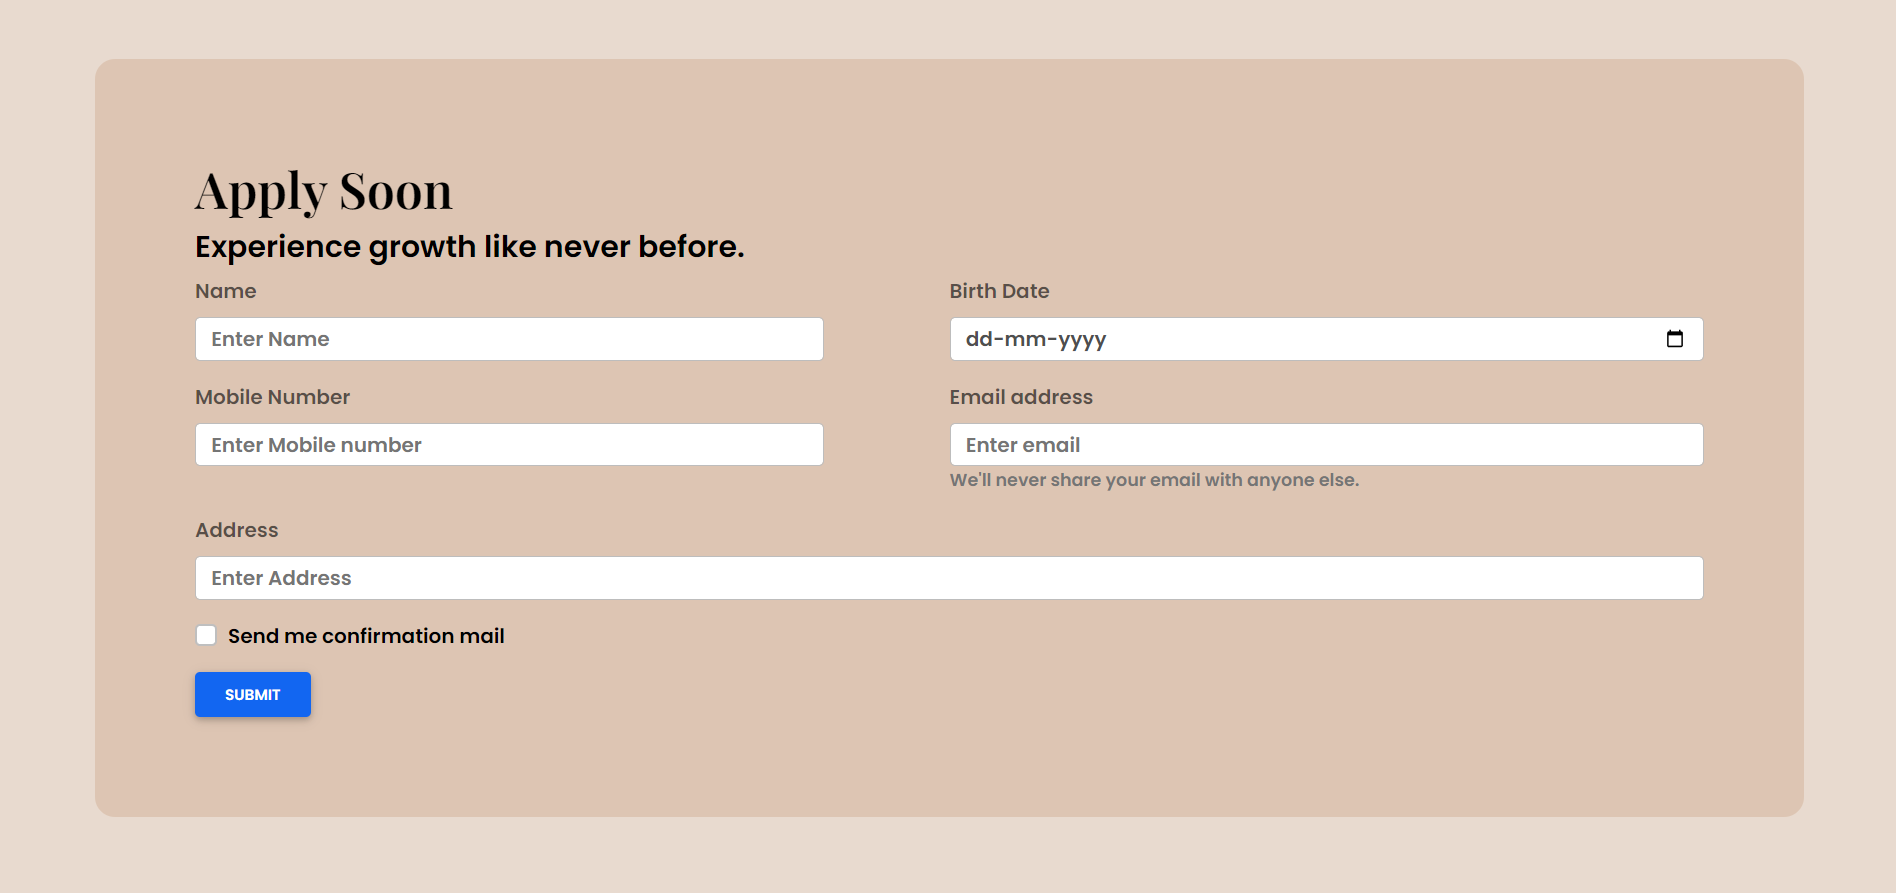 Apply Soon
Experience growth like never before.
Name
Birth Date
Enter Name
dd-mm-yyyy
Mobile Number
Email address
Enter Mobile number
Enter email
We'll never share your email with anyone else.
Address
Enter Address
Send me confirmation mail
SUBMIT